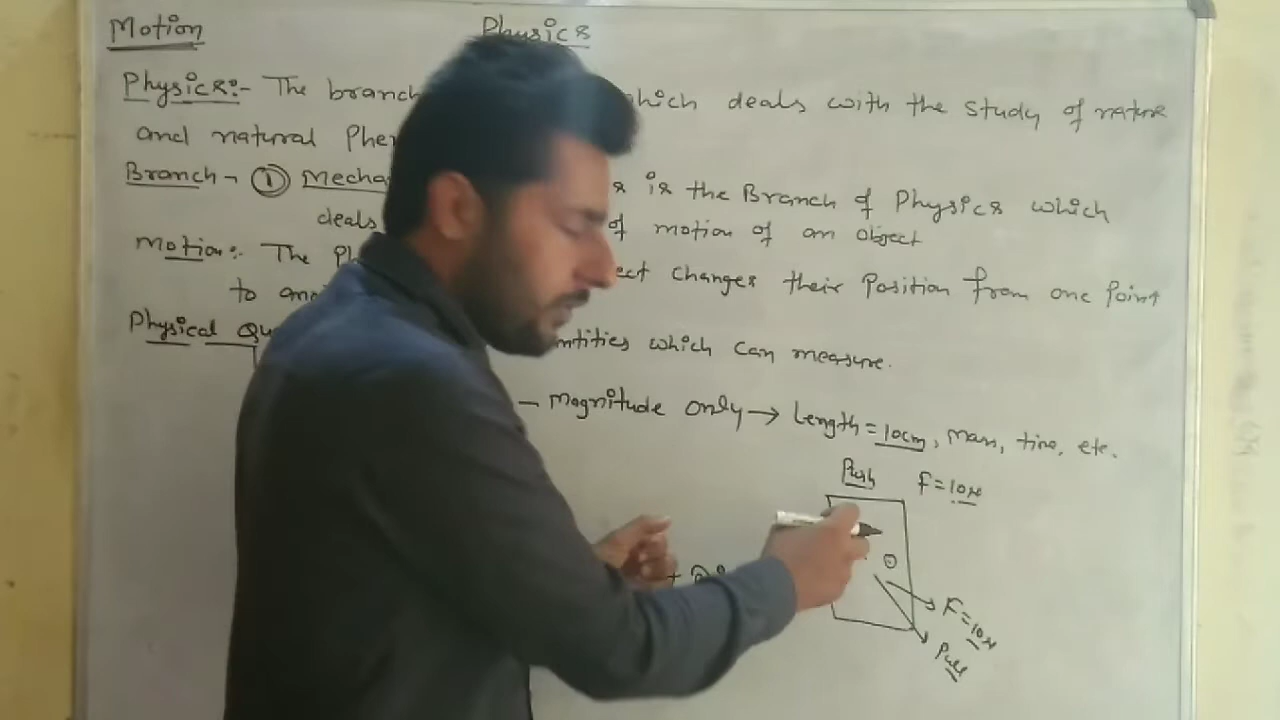 Motion Physics
Physics:- The branch which deals with the study of nature
and natural Phe
Branch - ① Mecha is the Branch of Physics which
deals of motion of an Object
Motion:- The Ph ect changes their Position from one Point
to ano
Physical Qu ntities which can measure.
- Magnitude only → Length = 10cm, Mass, time, etc.
Push F = 10N
+ Di
F = 10N
Pull